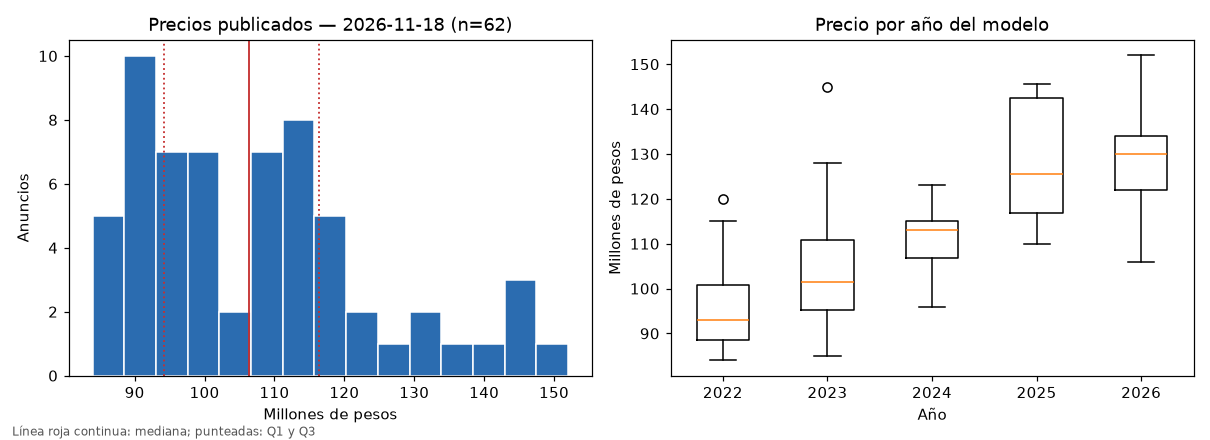 Precios publicados — 2026-11-18 (n=62)
Anuncios
10
8
6
4
2
0
90 100 110 120 130 140 150
Millones de pesos
Línea roja continua: mediana; punteadas: Q1 y Q3
Precio por año del modelo
Millones de pesos
150
140
130
120
110
100
90
2022 2023 2024 2025 2026
Año